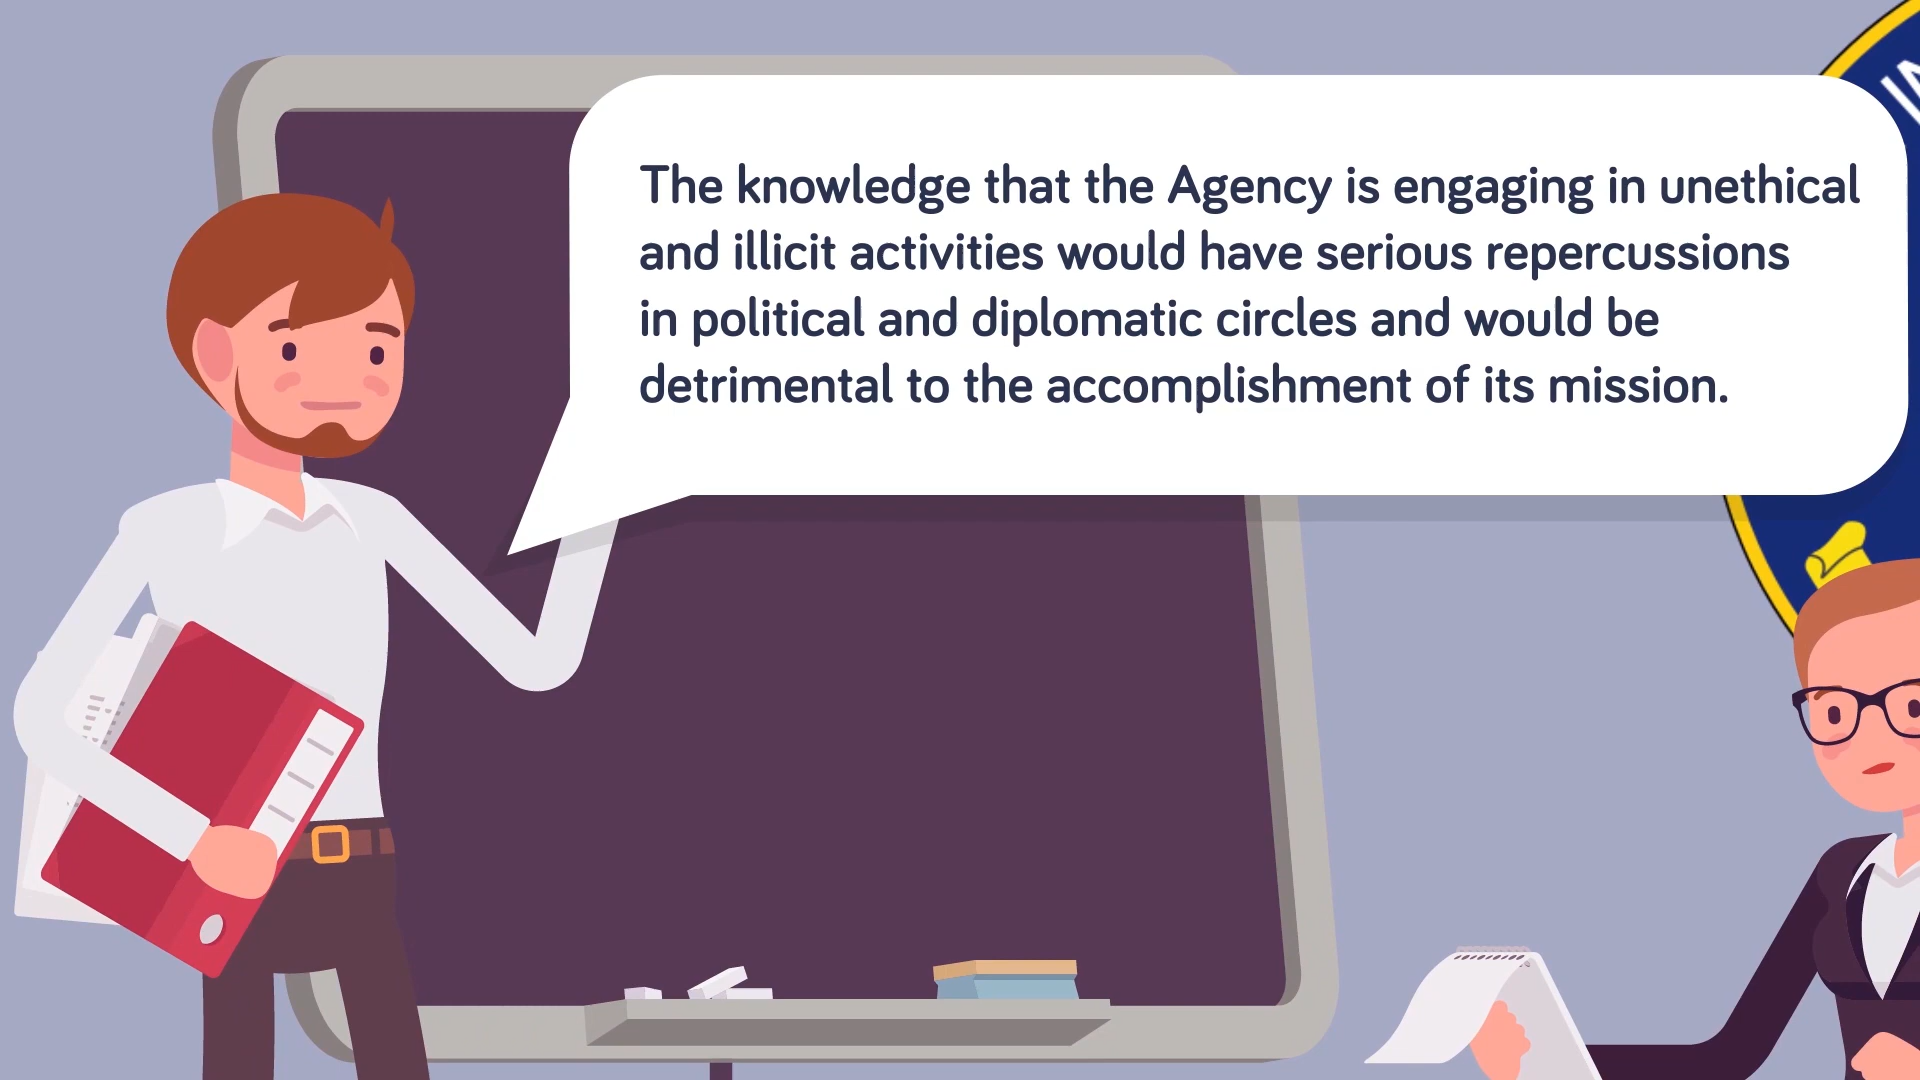 The knowledge that the Agency is engaging in unethical
and illicit activities would have serious repercussions
in political and diplomatic circles and would be
detrimental to the accomplishment of its mission.